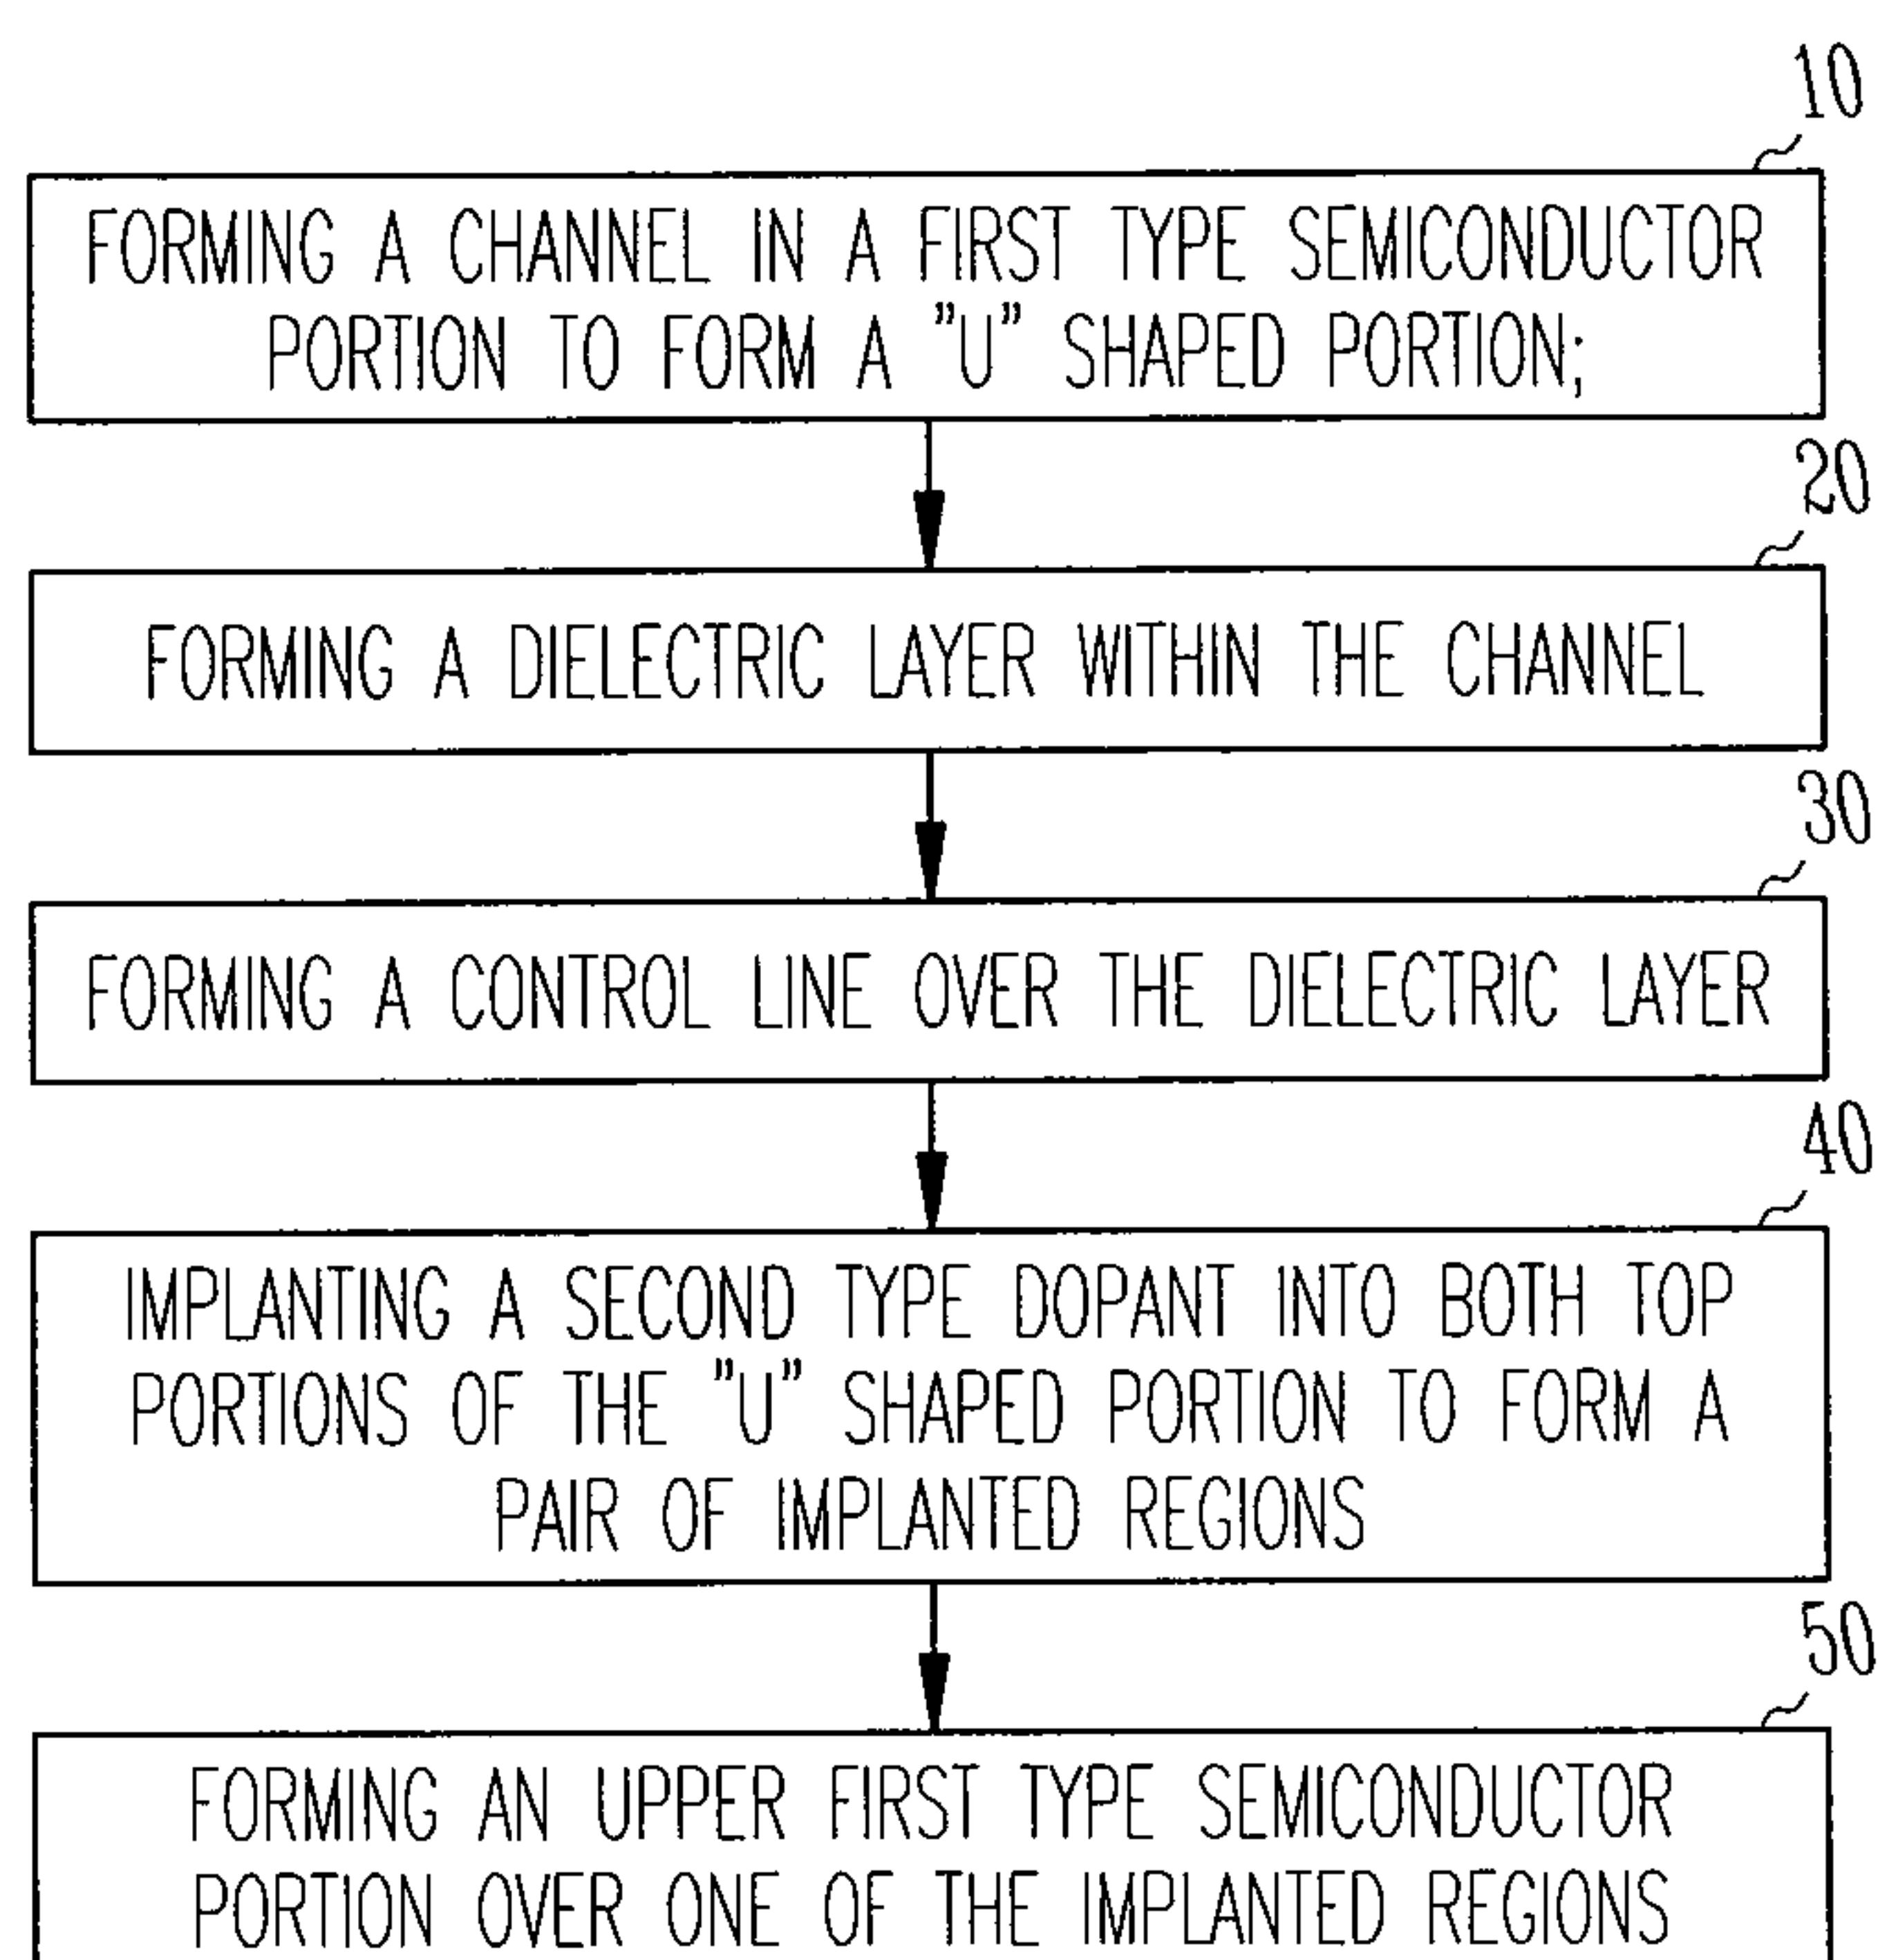 10
FORMING A CHANNEL IN A FIRST TYPE SEMICONDUCTOR
PORTION TO FORM A ”U” SHAPED PORTION;
20
FORMING A DIELECTRIC LAYER WITHIN THE CHANNEL
30
FORMING A CONTROL LINE OVER THE DIELECTRIC LAYER
40
IMPLANTING A SECOND TYPE DOPANT INTO BOTH TOP
PORTIONS OF THE ”U” SHAPED PORTION TO FORM A
PAIR OF IMPLANTED REGIONS
50
FORMING AN UPPER FIRST TYPE SEMICONDUCTOR
PORTION OVER ONE OF THE IMPLANTED REGIONS